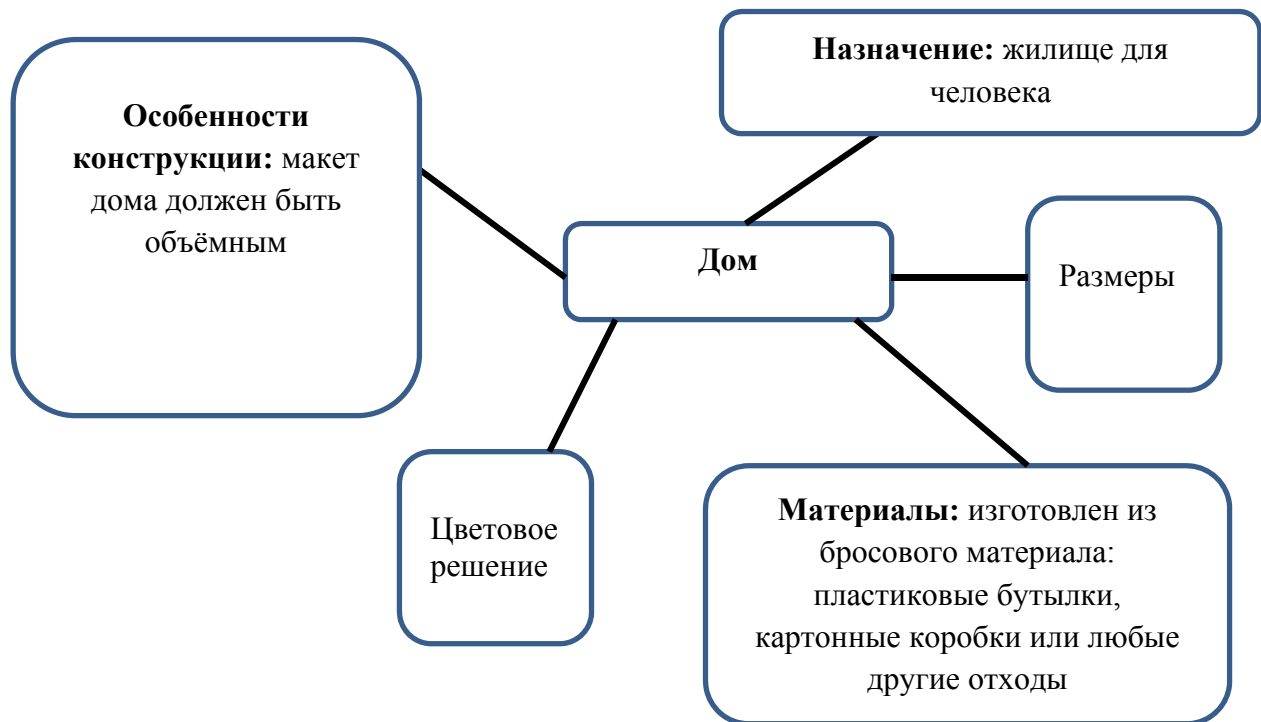 Назначение: жилище для
человека
Особенности
конструкции: макет
дома должен быть
объёмным
Дом
Размеры
Цветовое
решение
Материалы: изготовлен из
бросового материала:
пластиковые бутылки,
картонные коробки или любые
другие отходы